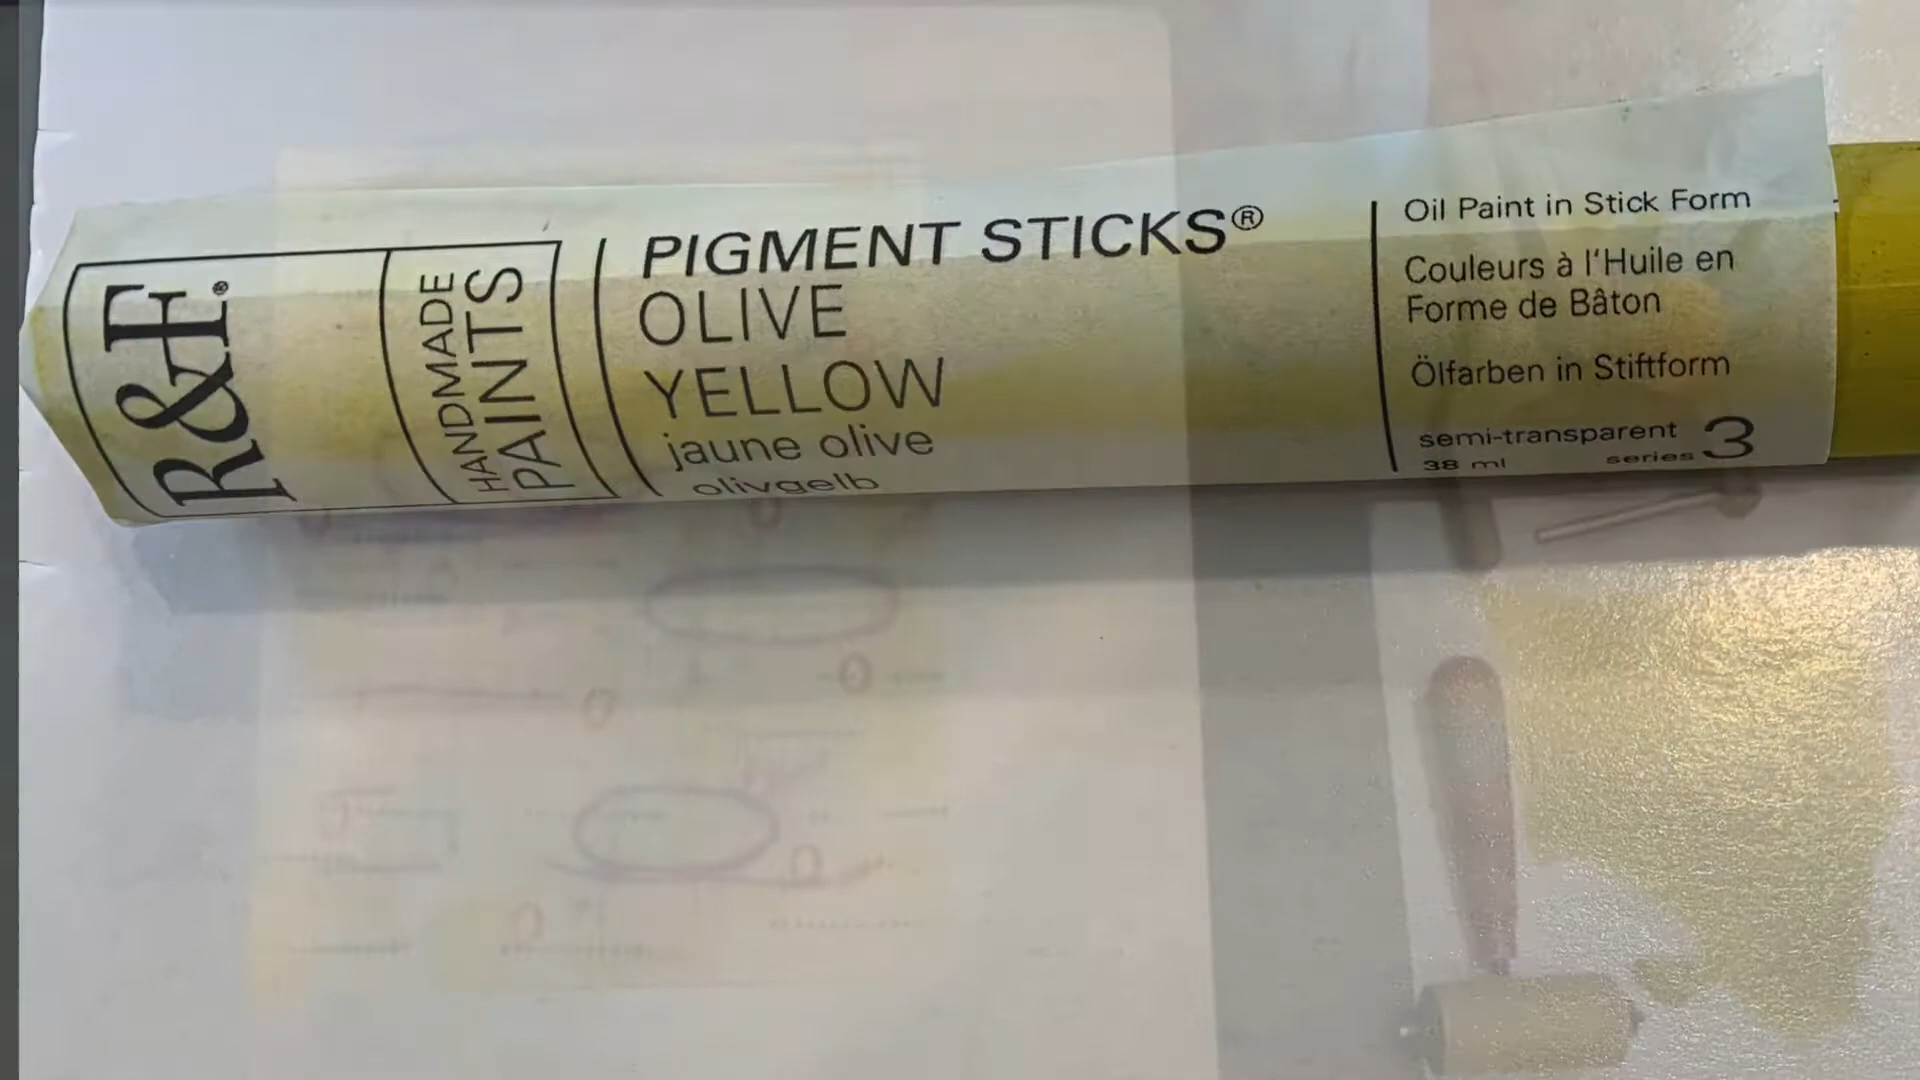 R&F®
HANDMADE
PAINTS
PIGMENT STICKS®
OLIVE
YELLOW
jaune olive
olivgelb
Oil Paint in Stick Form
Couleurs à l'Huile en
Forme de Bâton
Ölfarben in Stiftform
semi-transparent
38 ml series 3